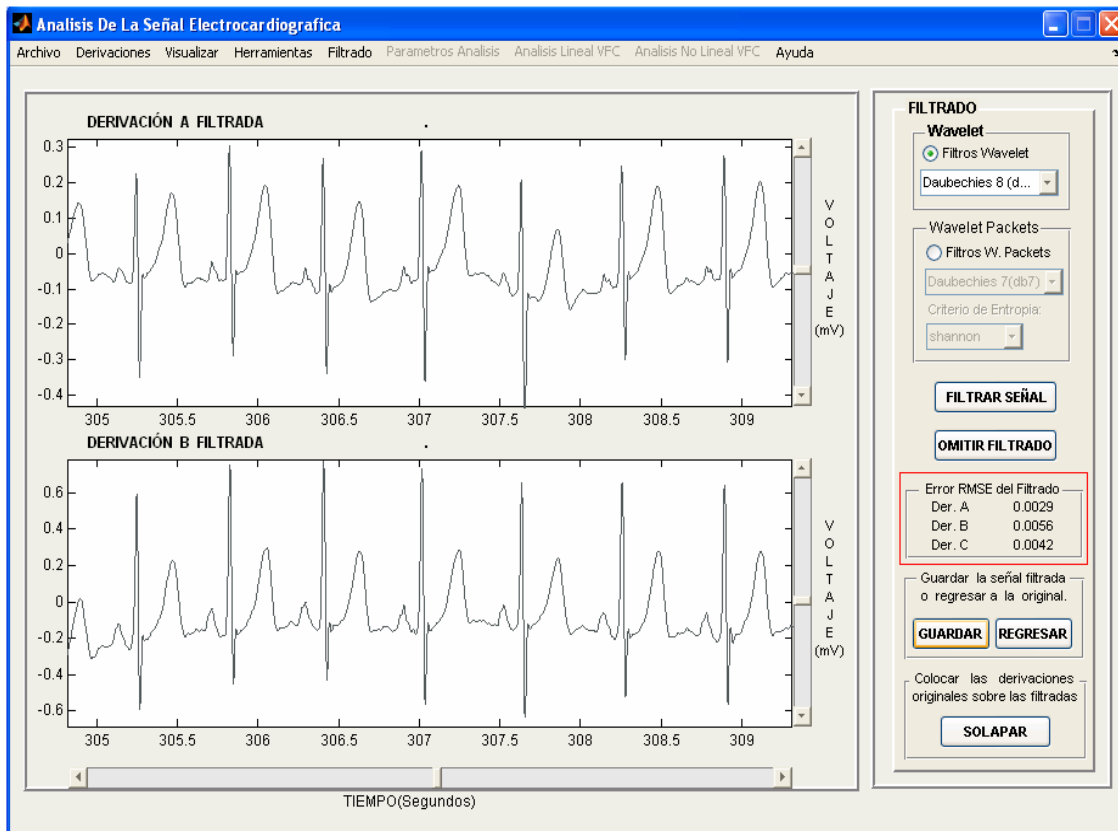 Analisis De La Señal Electrocardiografica
Archivo Derivaciones Visualizar Herramientas Filtrado Parametros Analisis Analisis Lineal VFC Analisis No Lineal VFC Ayuda
DERIVACIÓN A FILTRADA .
0.3
0.2
0.1
0
-0.1
-0.2
-0.3
-0.4
305 305.5 306 306.5 307 307.5 308 308.5 309
VOLTAJE
(mV)
DERIVACIÓN B FILTRADA .
0.6
0.4
0.2
0
-0.2
-0.4
-0.6
305 305.5 306 306.5 307 307.5 308 308.5 309
VOLTAJE
(mV)
TIEMPO(Segundos)
FILTRADO
Wavelet
Filtros Wavelet
Daubechies 8 (d...
Wavelet Packets
Filtros W. Packets
Daubechies 7(db7)
Criterio de Entropia:
shannon
FILTRAR SEÑAL
OMITIR FILTRADO
Error RMSE del Filtrado
Der. A 0.0029
Der. B 0.0056
Der. C 0.0042
Guardar la señal filtrada
o regresar a la original.
GUARDAR REGRESAR
Colocar las derivaciones
originales sobre las filtradas
SOLAPAR